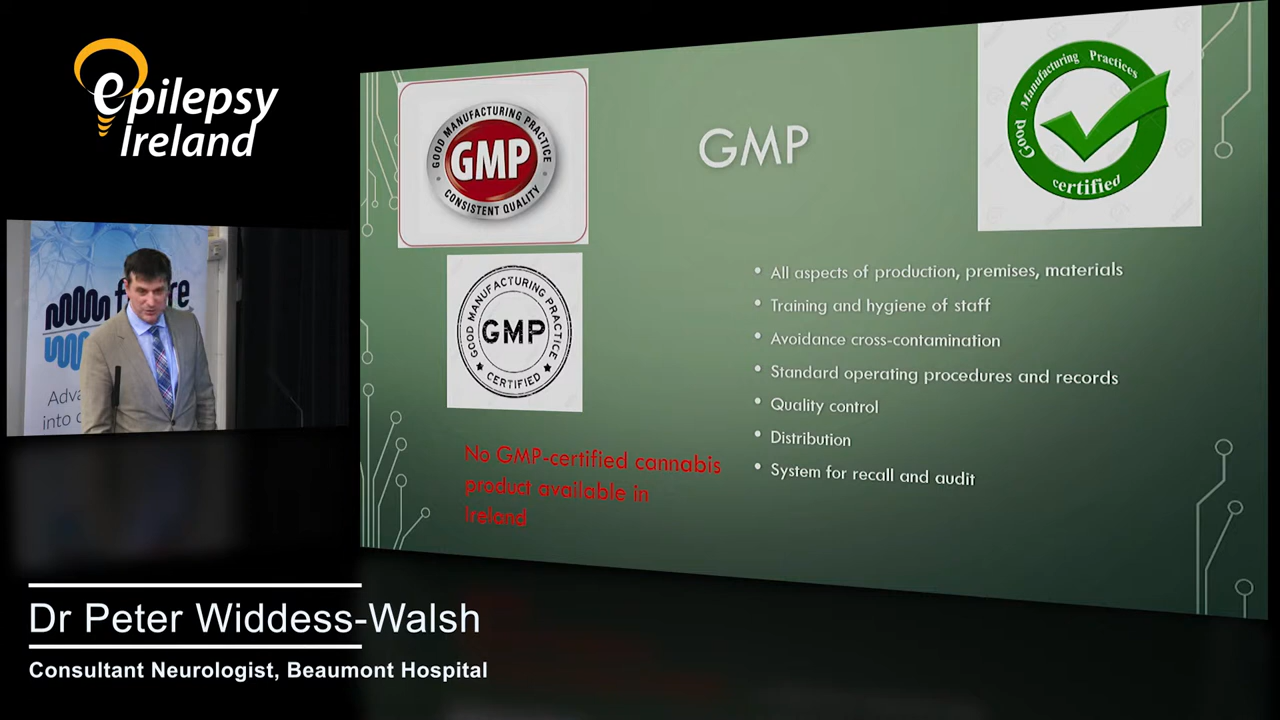 epilepsy
Ireland
Adva
into c
GOOD MANUFACTURING PRACTICE
GMP
CONSISTENT QUALITY
GMP
Good Manufacturing Practices
certified
GOOD MANUFACTURING PRACTICE
GMP
CERTIFIED
No GMP-certified cannabis
product available in
Ireland
• All aspects of production, premises, materials
• Training and hygiene of staff
• Avoidance cross-contamination
• Standard operating procedures and records
• Quality control
• Distribution
• System for recall and audit
Dr Peter Widdess-Walsh
Consultant Neurologist, Beaumont Hospital